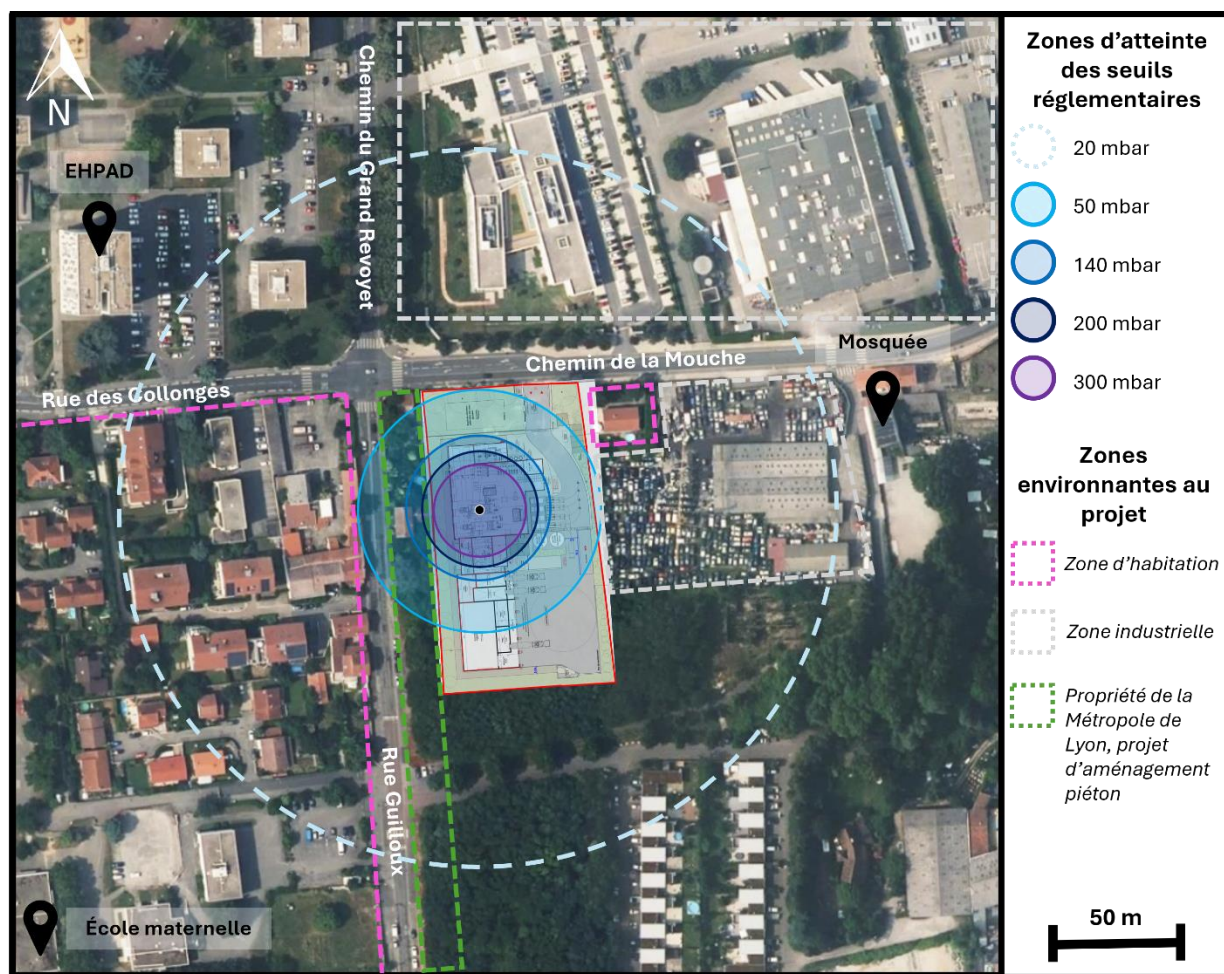 N
EHPAD
Chemin du Grand Revoyet
Chemin de la Mouche
Mosquée
Rue des Collonges
Rue Guilloux
École maternelle
Zones d’atteinte
des seuils
réglementaires
20 mbar
50 mbar
140 mbar
200 mbar
300 mbar
Zones
environnantes au
projet
Zone d’habitation
Zone industrielle
Propriété de la
Métropole de
Lyon, projet
d’aménagement
piéton
50 m